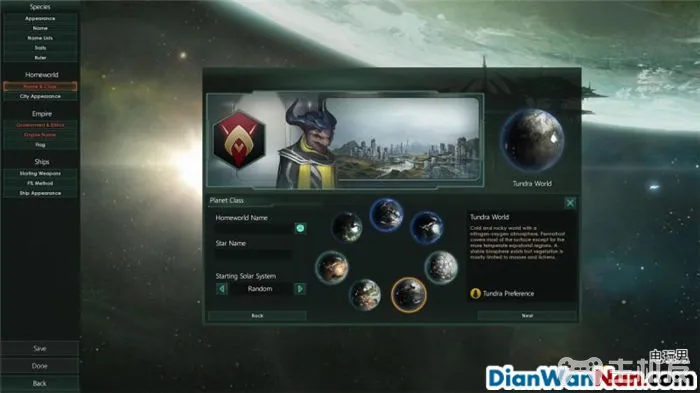 Species
Appearance
Name
Name Lists
Traits
Ruler
Homeworld
Name & Class
City Appearance
Empire
Government & Ethics
Empire Name
Flag
Ships
Starting Weapons
FTL Method
Ship Appearance
Save
Done
Back
Tundra World
Planet Class
Homeworld Name
Star Name
Starting Solar System
Random
Back
Tundra World
Cold and rocky world with a
nitrogen-oxygen atmosphere. Permafrost
covers most of the surface except for the
more temperate equatorial regions. A
stable biosphere exists but vegetation is
mostly limited to mosses and lichens.
Tundra Preference
Next
电玩男
DianWanNan.com